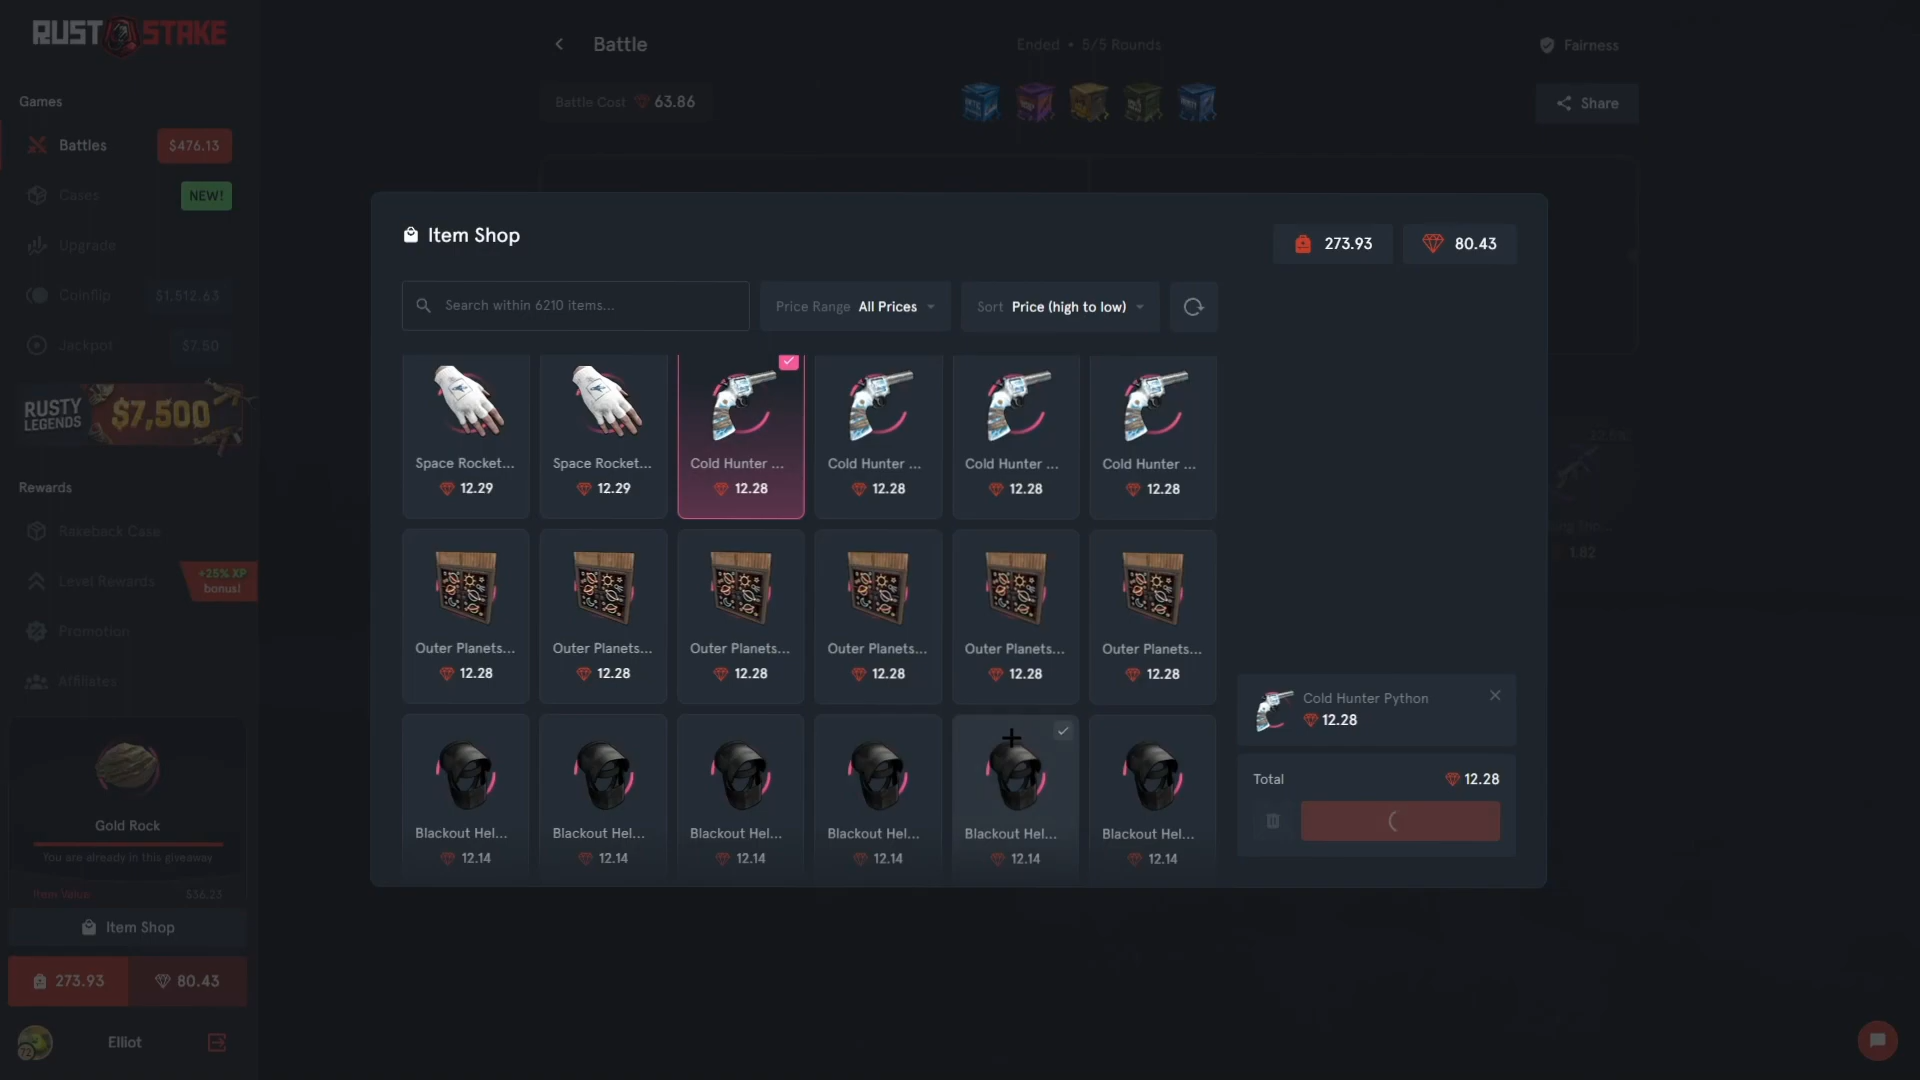 RUST STAKE
Battle
Ended • 5/5 Rounds
Fairness
Battle Cost 63.86
Share
Games
Battles $476.13
Cases NEW!
Upgrade
Coinflip $1,512.63
Jackpot $7.50
RUSTY LEGENDS $7,500
Rewards
Rakeback Case
Level Rewards +25% XP bonus!
Promotion
Affiliates
Gold Rock
You are already in this giveaway
Item Value $36.23
Item Shop
273.93 80.43
72 Elliot
Item Shop
273.93 80.43
Search within 6210 items...
Price Range All Prices
Sort Price (high to low)
Space Rocket... Space Rocket... Cold Hunter ... Cold Hunter ... Cold Hunter ... Cold Hunter ...
12.29 12.29 12.28 12.28 12.28 12.28
Outer Planets... Outer Planets... Outer Planets... Outer Planets... Outer Planets... Outer Planets...
12.28 12.28 12.28 12.28 12.28 12.28
Blackout Hel... Blackout Hel... Blackout Hel... Blackout Hel... Blackout Hel... Blackout Hel...
12.14 12.14 12.14 12.14 12.14 12.14
Cold Hunter Python
12.28
Total 12.28
1.82